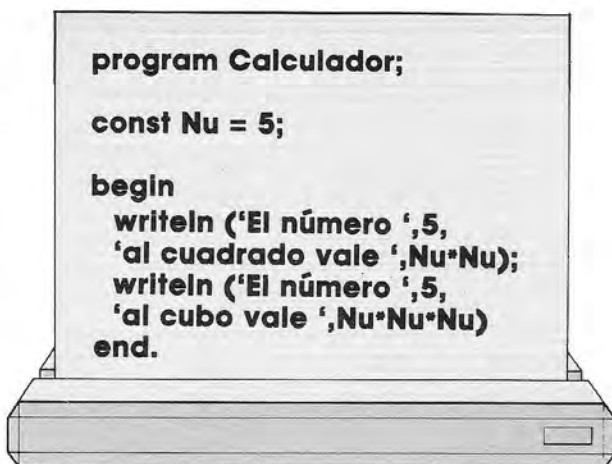 program Calculador;
const Nu = 5;
begin
writeln (‘El número ‘,5,
‘al cuadrado vale ‘,Nu*Nu);
writeln (‘El número ‘,5,
‘al cubo vale ‘,Nu*Nu*Nu)
end.